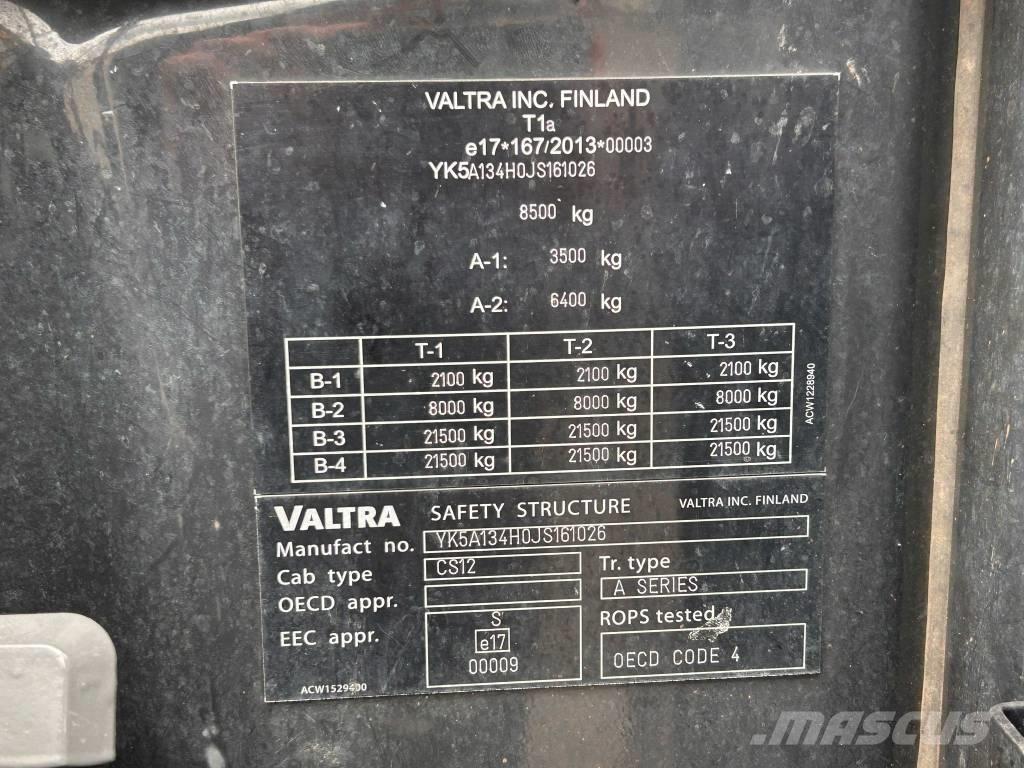 VALTRA INC. FINLAND
T1a
e17*167/2013*00003
YK5A134H0JS161026
8500 kg
A-1: 3500 kg
A-2: 6400 kg
T-1 T-2 T-3
B-1 2100 kg 2100 kg 2100 kg
B-2 8000 kg 8000 kg 8000 kg
B-3 21500 kg 21500 kg 21500 kg
B-4 21500 kg 21500 kg 21500 kg
ACW1228940
VALTRA SAFETY STRUCTURE VALTRA INC. FINLAND
Manufact no. YK5A134H0JS161026
Cab type CS12 Tr. type
OECD appr. A SERIES
EEC appr. S ROPS tested
e17
00009 OECD CODE 4
ACW1529400
MASCUS